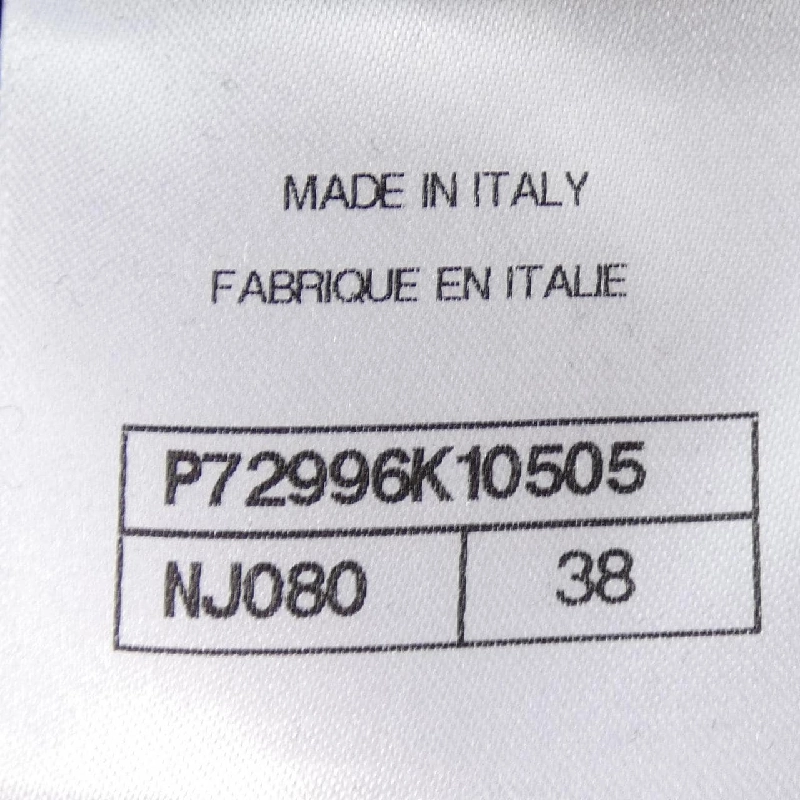 MADE IN ITALY
FABRIQUE EN ITALIE
P72996K10505
NJ080 38